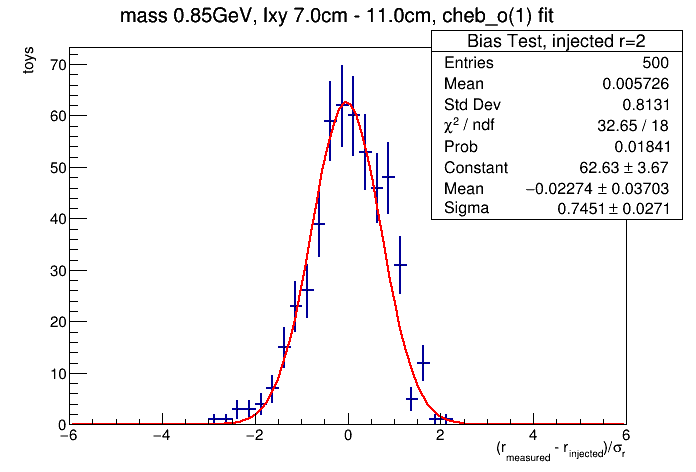 mass 0.85GeV, lxy 7.0cm - 11.0cm, cheb_o(1) fit
toys
Bias Test, injected r=2
Entries 500
Mean 0.005726
Std Dev 0.8131
χ² / ndf 32.65 / 18
Prob 0.01841
Constant 62.63 ± 3.67
Mean −0.02274 ± 0.03703
Sigma 0.7451 ± 0.0271
70
60
50
40
30
20
10
0
−6 −4 −2 0 2 4 6
(r_measured - r_injected)/σ_r